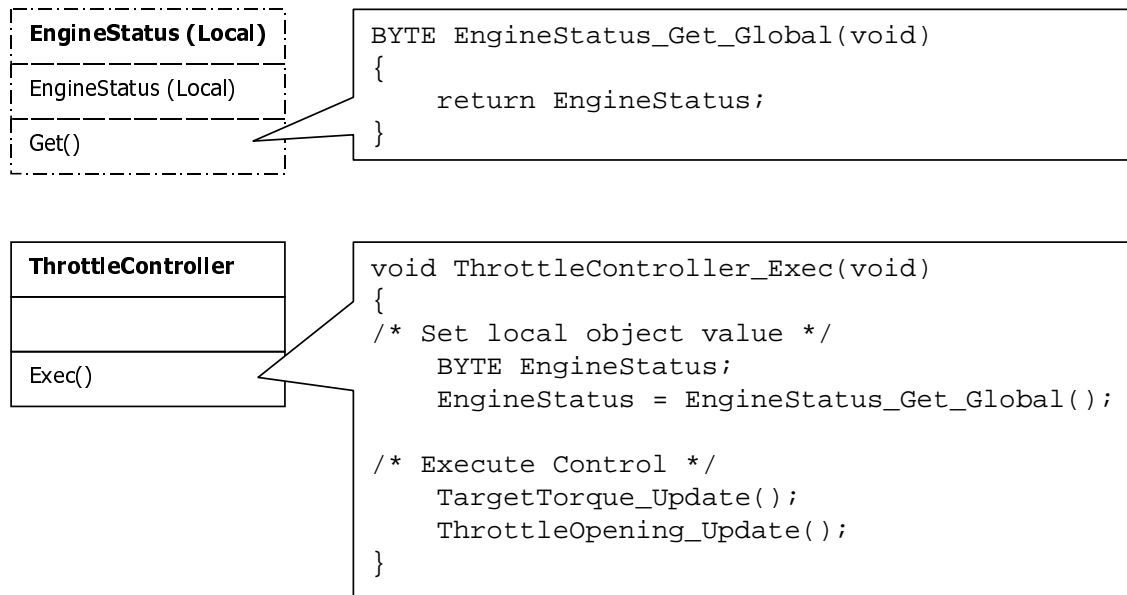 EngineStatus (Local)
EngineStatus (Local)
Get()
BYTE EngineStatus_Get_Global(void)
{
    return EngineStatus;
}
ThrottleController
Exec()
void ThrottleController_Exec(void)
{
/* Set local object value */
    BYTE EngineStatus;
    EngineStatus = EngineStatus_Get_Global();
/* Execute Control */
    TargetTorque_Update();
    ThrottleOpening_Update();
}